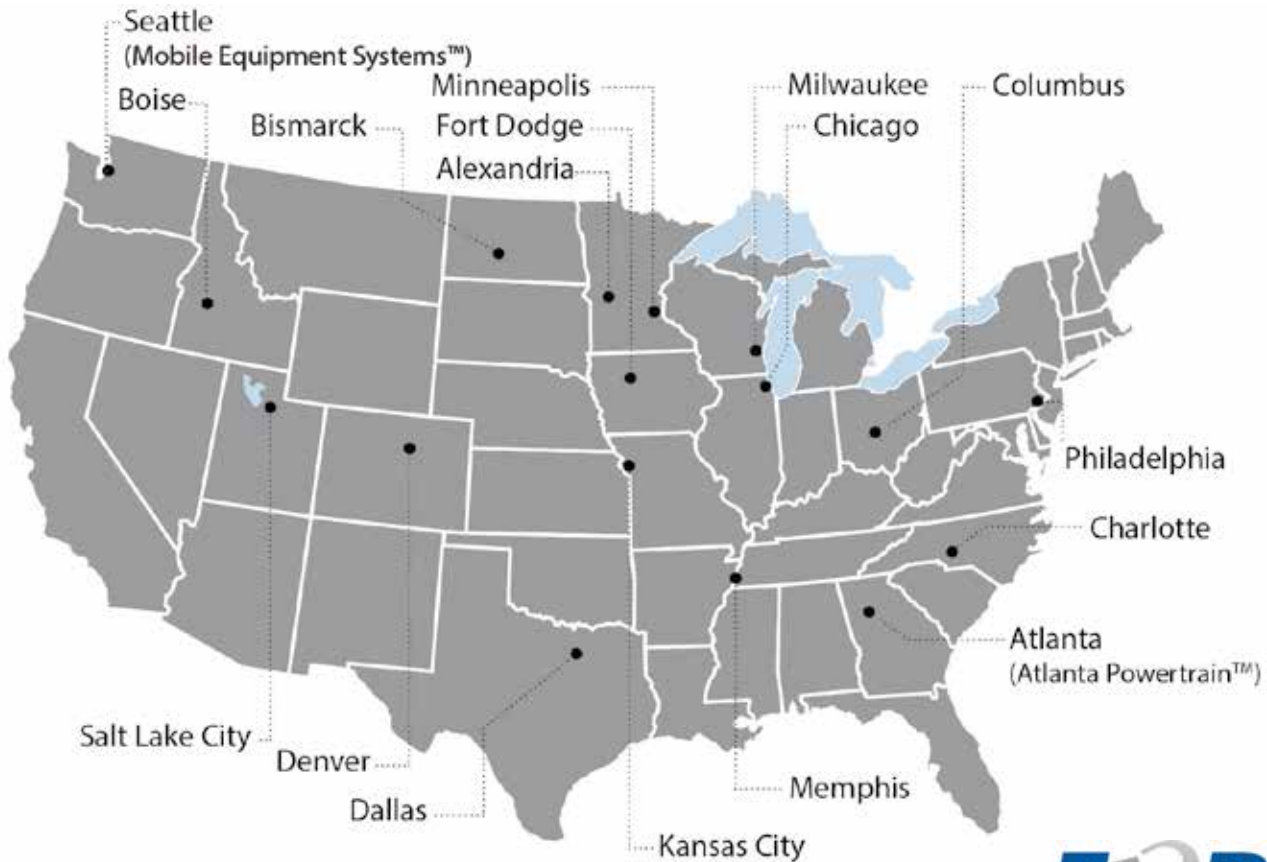 Seattle
(Mobile Equipment Systems™)
Boise
Bismarck
Minneapolis
Fort Dodge
Alexandria
Milwaukee
Chicago
Columbus
Philadelphia
Charlotte
Atlanta
(Atlanta Powertrain™)
Salt Lake City
Denver
Dallas
Memphis
Kansas City